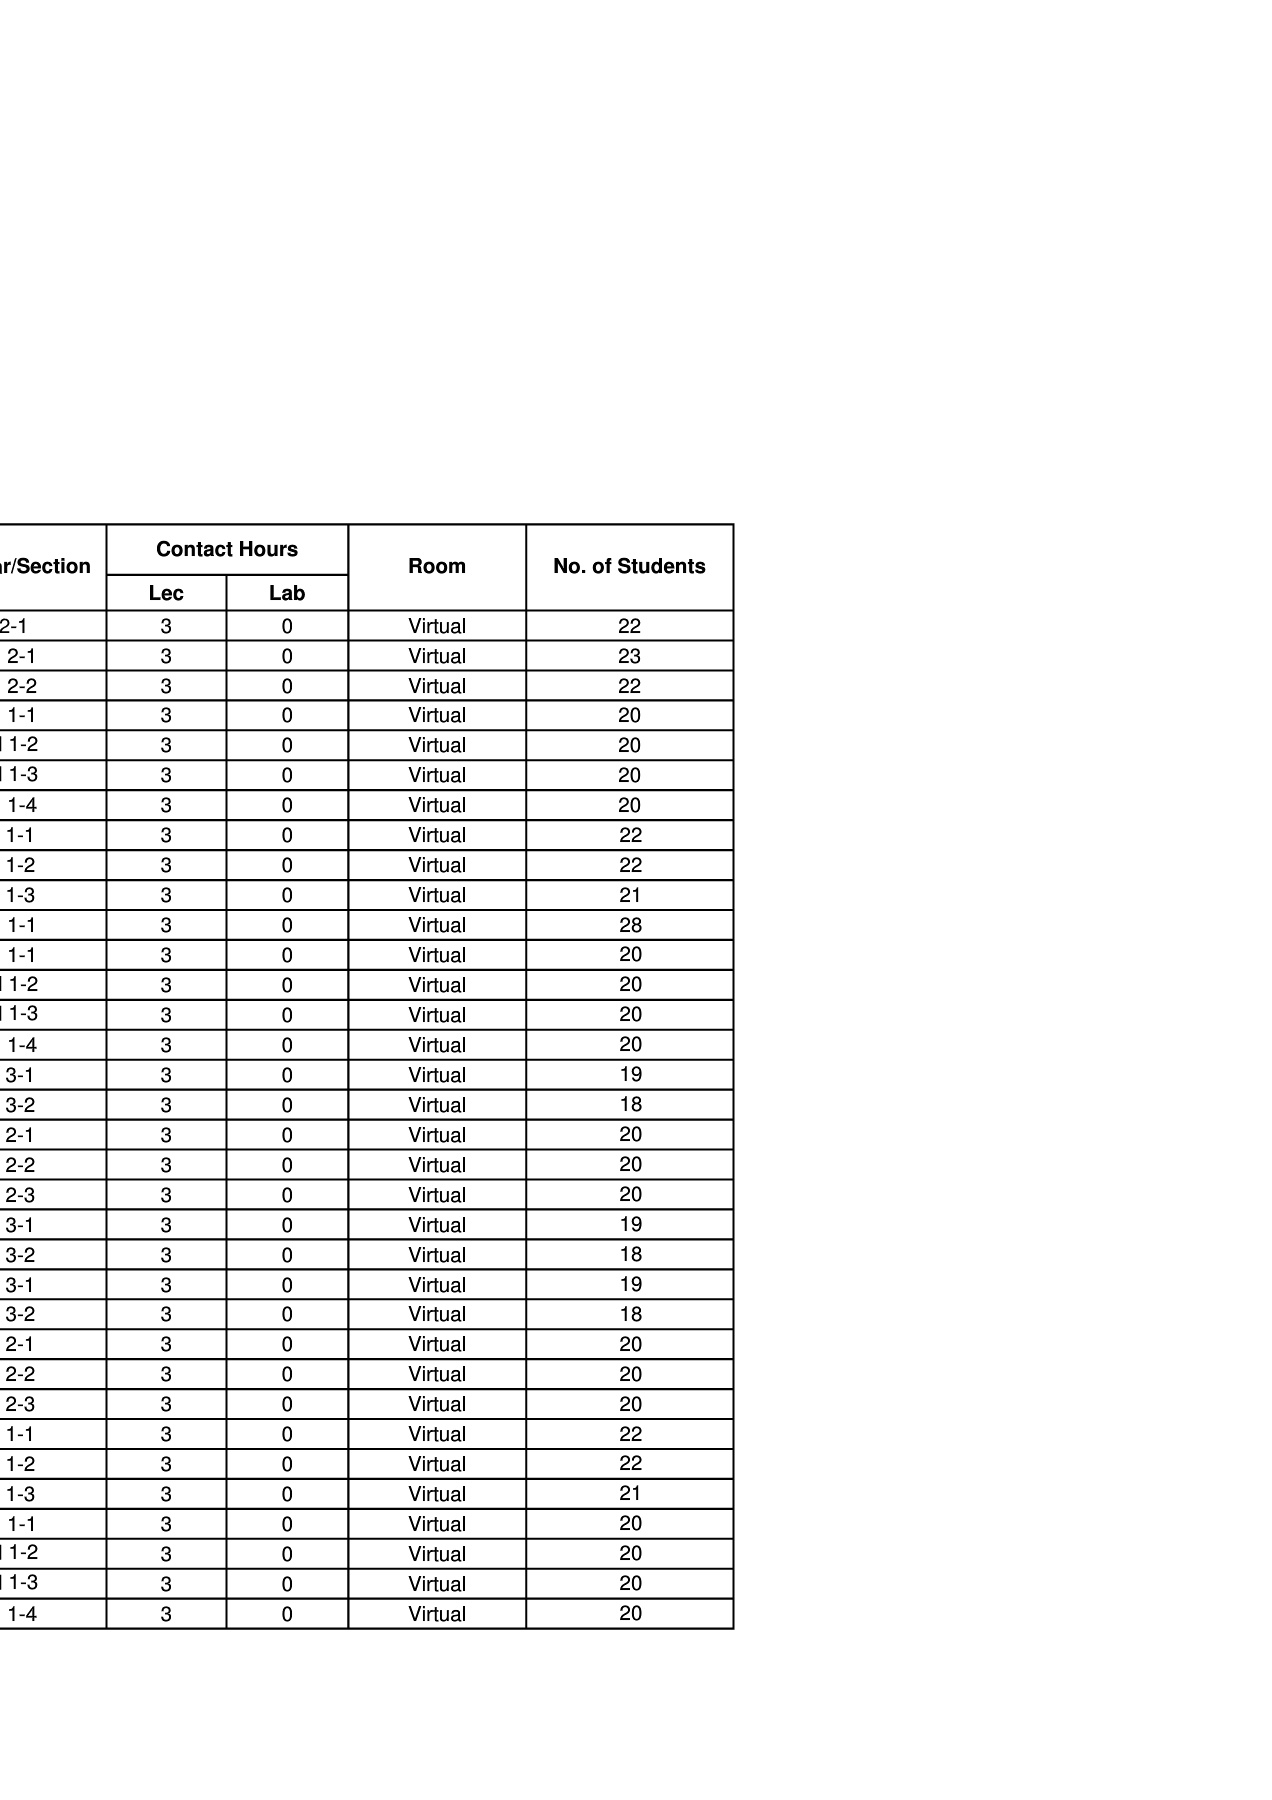 Contact Hours
/Section Room No. of Students
Lec Lab
2-1 3 0 Virtual 22
2-1 3 0 Virtual 23
2-2 3 0 Virtual 22
1-1 3 0 Virtual 20
1-2 3 0 Virtual 20
1-3 3 0 Virtual 20
1-4 3 0 Virtual 20
1-1 3 0 Virtual 22
1-2 3 0 Virtual 22
1-3 3 0 Virtual 21
1-1 3 0 Virtual 28
1-1 3 0 Virtual 20
1-2 3 0 Virtual 20
1-3 3 0 Virtual 20
1-4 3 0 Virtual 20
3-1 3 0 Virtual 19
3-2 3 0 Virtual 18
2-1 3 0 Virtual 20
2-2 3 0 Virtual 20
2-3 3 0 Virtual 20
3-1 3 0 Virtual 19
3-2 3 0 Virtual 18
3-1 3 0 Virtual 19
3-2 3 0 Virtual 18
2-1 3 0 Virtual 20
2-2 3 0 Virtual 20
2-3 3 0 Virtual 20
1-1 3 0 Virtual 22
1-2 3 0 Virtual 22
1-3 3 0 Virtual 21
1-1 3 0 Virtual 20
1-2 3 0 Virtual 20
1-3 3 0 Virtual 20
1-4 3 0 Virtual 20